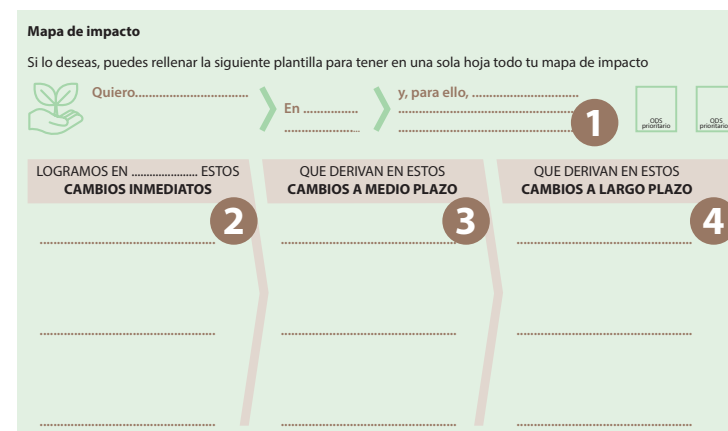 Mapa de impacto
Si lo deseas, puedes rellenar la siguiente plantilla para tener en una sola hoja todo tu mapa de impacto
Quiero................................
En ................
......................
y, para ello, ..............................
..................................................
..................................................
1
ODS
prioritario
ODS
prioritario
LOGRAMOS EN ...................... ESTOS
CAMBIOS INMEDIATOS
2
QUE DERIVAN EN ESTOS
CAMBIOS A MEDIO PLAZO
3
QUE DERIVAN EN ESTOS
CAMBIOS A LARGO PLAZO
4